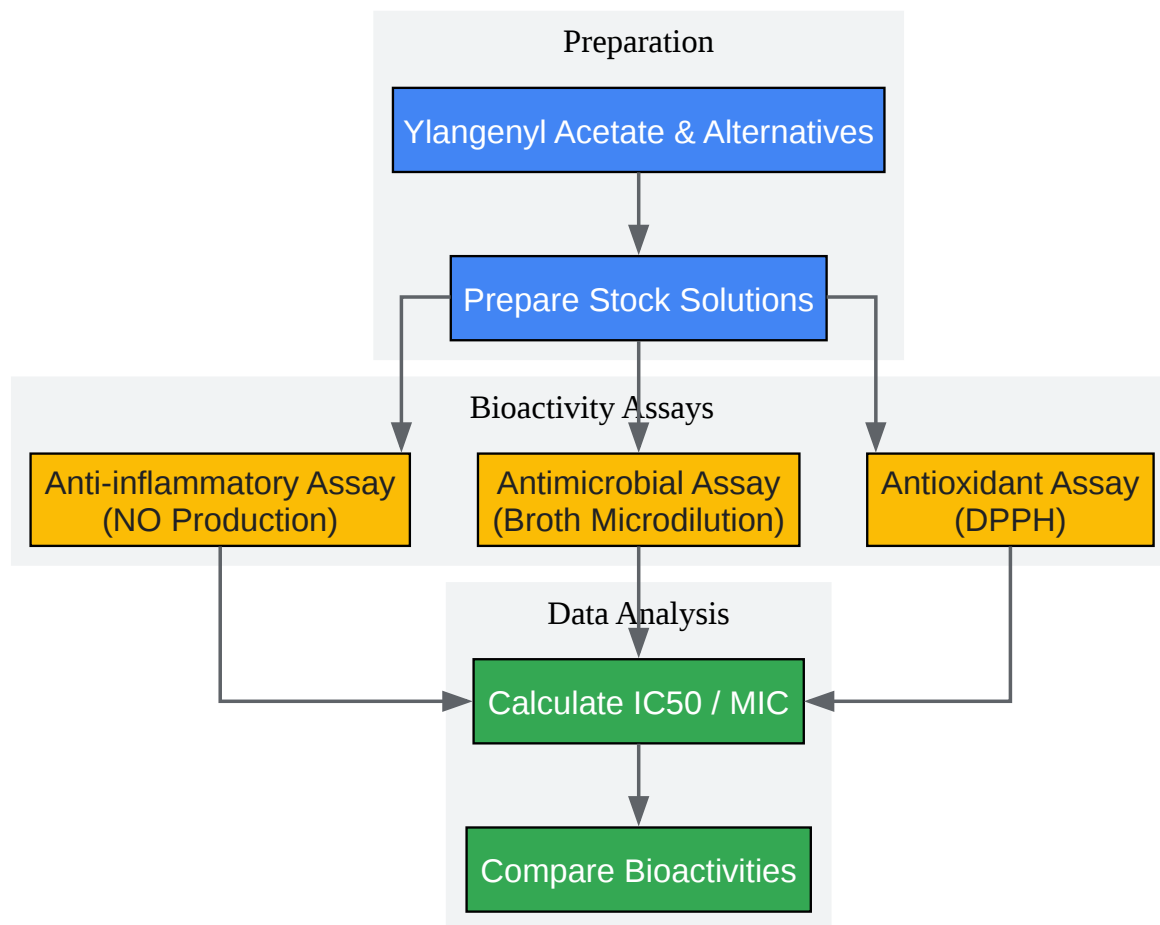 Preparation
Ylangenyl Acetate & Alternatives
Prepare Stock Solutions
Bioactivity Assays
Anti-inflammatory Assay
(NO Production)
Antimicrobial Assay
(Broth Microdilution)
Antioxidant Assay
(DPPH)
Data Analysis
Calculate IC50 / MIC
Compare Bioactivities